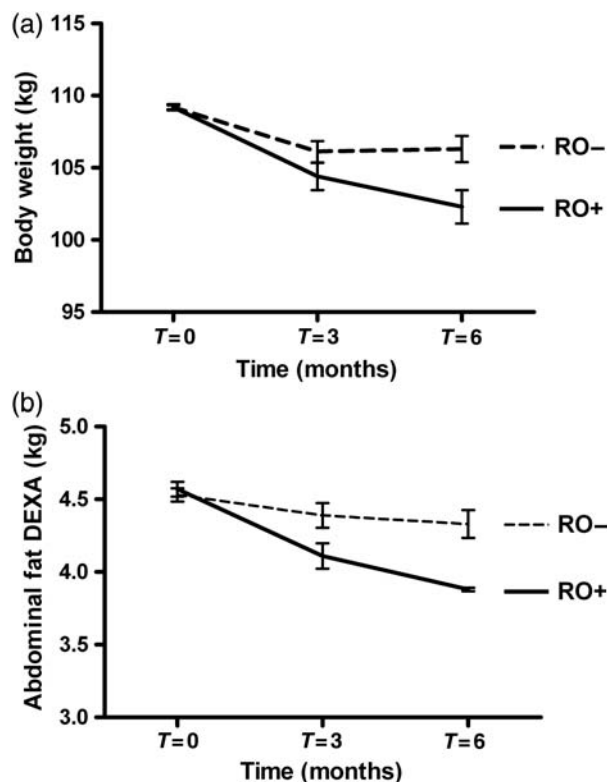 (a)
115
110
105
100
95
Body weight (kg)
RO–
RO+
T=0
T=3
T=6
Time (months)
(b)
5.0
4.5
4.0
3.5
3.0
Abdominal fat DEXA (kg)
RO–
RO+
T=0
T=3
T=6
Time (months)